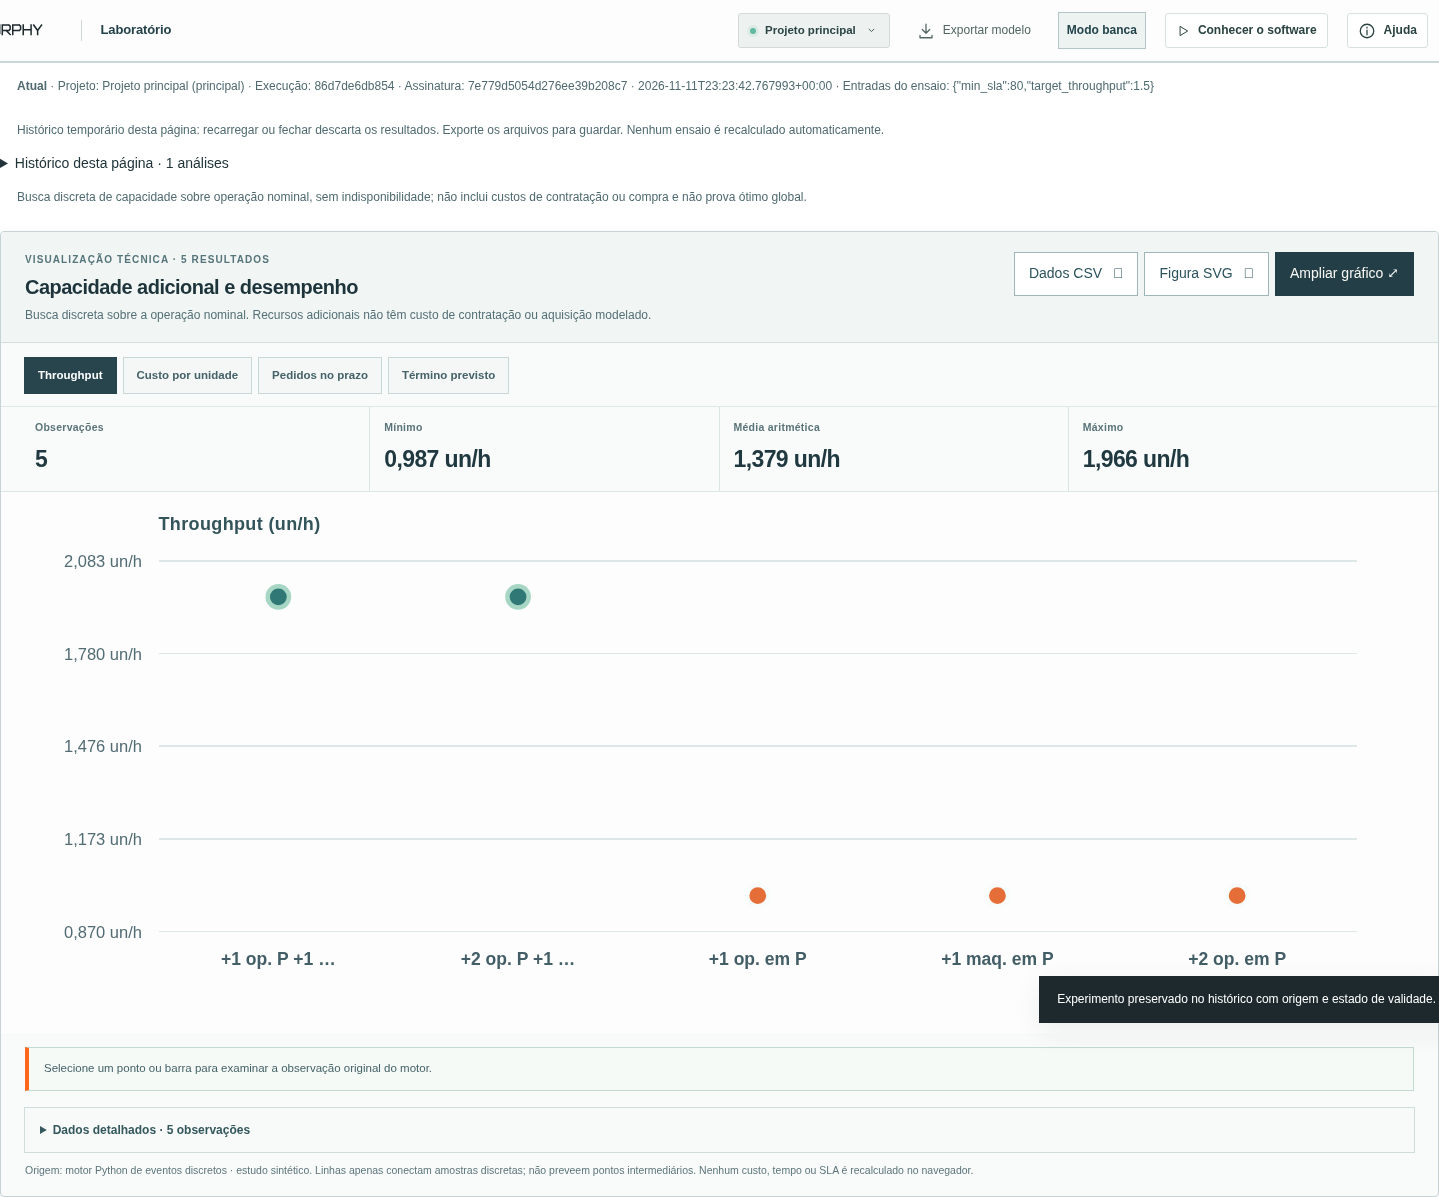 RPHY
Laboratório
Projeto principal
Exportar modelo
Modo banca
Conhecer o software
Ajuda
Atual · Projeto: Projeto principal (principal) · Execução: 86d7de6db854 · Assinatura: 7e779d5054d276ee39b208c7 · 2026-11-11T23:23:42.767993+00:00 · Entradas do ensaio: {"min_sla":80,"target_throughput":1.5}
Histórico temporário desta página: recarregar ou fechar descarta os resultados. Exporte os arquivos para guardar. Nenhum ensaio é recalculado automaticamente.
Histórico desta página · 1 análises
Busca discreta de capacidade sobre operação nominal, sem indisponibilidade; não inclui custos de contratação ou compra e não prova ótimo global.
VISUALIZAÇÃO TÉCNICA · 5 RESULTADOS
Capacidade adicional e desempenho
Busca discreta sobre a operação nominal. Recursos adicionais não têm custo de contratação ou aquisição modelado.
Dados CSV
Figura SVG
Ampliar gráfico ⤢
Throughput
Custo por unidade
Pedidos no prazo
Término previsto
Observações
5
Mínimo
0,987 un/h
Média aritmética
1,379 un/h
Máximo
1,966 un/h
Throughput (un/h)
2,083 un/h
1,780 un/h
1,476 un/h
1,173 un/h
0,870 un/h
+1 op. P +1 …
+2 op. P +1 …
+1 op. em P
+1 maq. em P
+2 op. em P
Experimento preservado no histórico com origem e estado de validade.
Selecione um ponto ou barra para examinar a observação original do motor.
Dados detalhados · 5 observações
Origem: motor Python de eventos discretos · estudo sintético. Linhas apenas conectam amostras discretas; não preveem pontos intermediários. Nenhum custo, tempo ou SLA é recalculado no navegador.